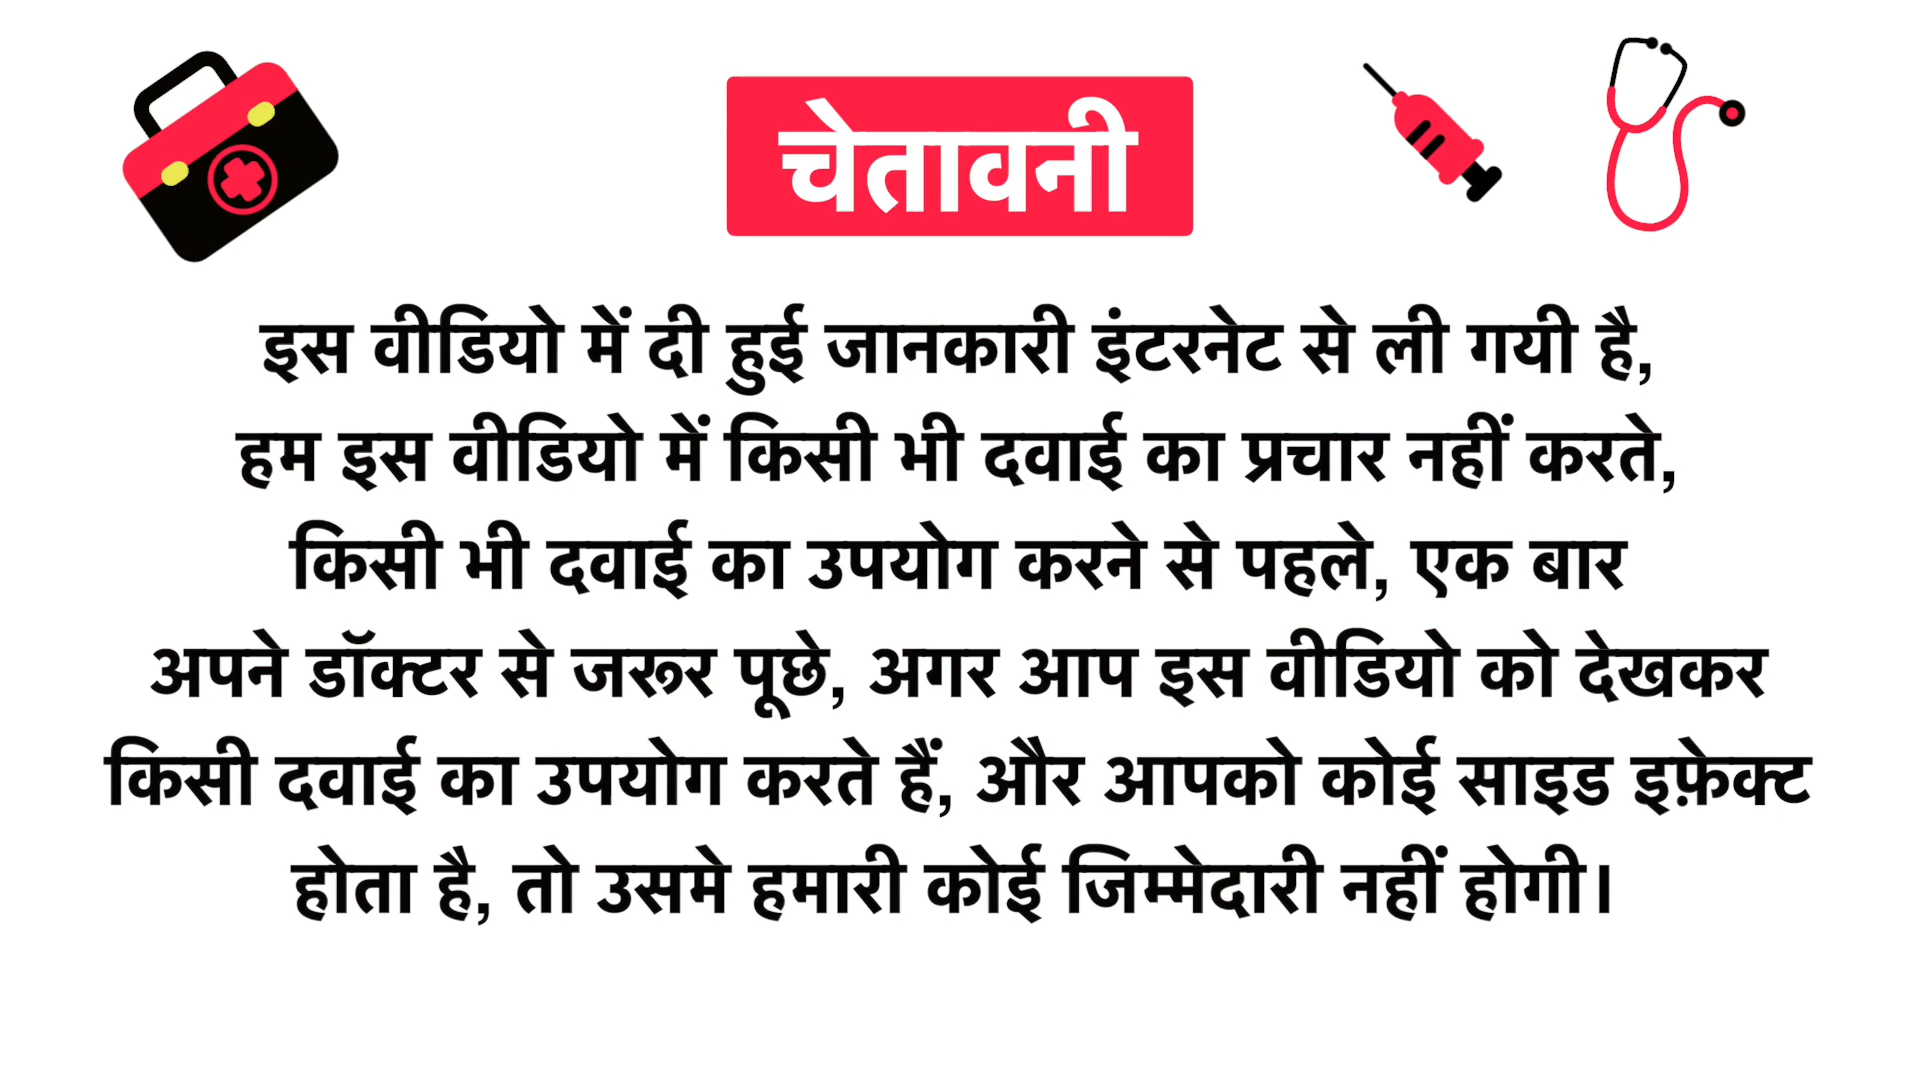 चेतावनी
इस वीडियो में दी हुई जानकारी इंटरनेट से ली गयी है,
हम इस वीडियो में किसी भी दवाई का प्रचार नहीं करते,
किसी भी दवाई का उपयोग करने से पहले, एक बार
अपने डॉक्टर से जरूर पूछे, अगर आप इस वीडियो को देखकर
किसी दवाई का उपयोग करते हैं, और आपको कोई साइड इफ़ेक्ट
होता है, तो उसमे हमारी कोई जिम्मेदारी नहीं होगी।